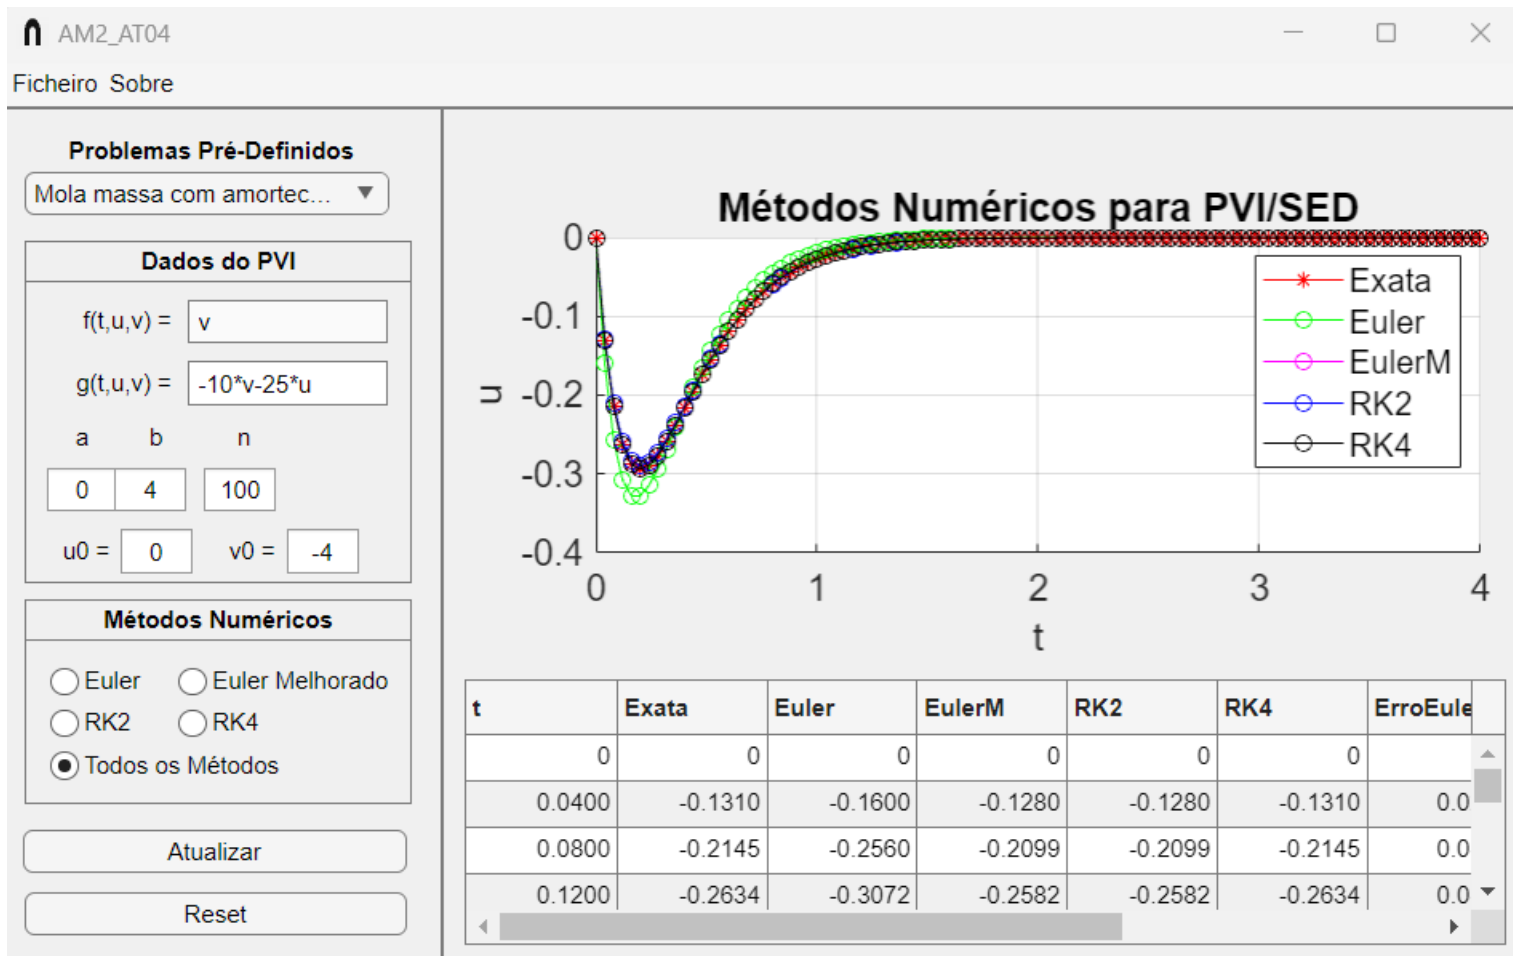 AM2_AT04
Ficheiro Sobre
Problemas Pré-Definidos
Mola massa com amortec...
Dados do PVI
f(t,u,v) = v
g(t,u,v) = -10*v-25*u
a b n
0 4 100
u0 = 0 v0 = -4
Métodos Numéricos
Euler Euler Melhorado
RK2 RK4
Todos os Métodos
Atualizar
Reset
Métodos Numéricos para PVI/SED
0
-0.1
-0.2
-0.3
-0.4
u
0 1 2 3 4
t
Exata
Euler
EulerM
RK2
RK4
t Exata Euler EulerM RK2 RK4 ErroEule
0 0 0 0 0 0
0.0400 -0.1310 -0.1600 -0.1280 -0.1280 -0.1310 0.0
0.0800 -0.2145 -0.2560 -0.2099 -0.2099 -0.2145 0.0
0.1200 -0.2634 -0.3072 -0.2582 -0.2582 -0.2634 0.0